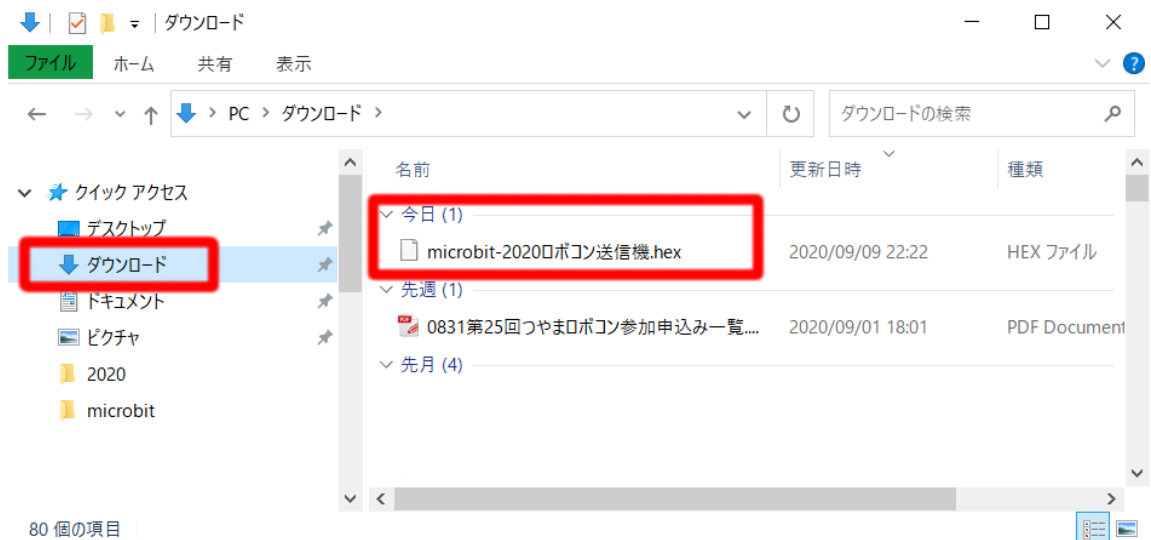 ダウンロード
ファイル ホーム 共有 表示
PC ダウンロード ダウンロードの検索
名前 更新日時 種類
クイック アクセス
デスクトップ
ダウンロード
ドキュメント
ピクチャ
2020
microbit
今日 (1)
microbit-2020ロボコン送信機.hex 2020/09/09 22:22 HEX ファイル
先週 (1)
0831第25回つやまロボコン参加申込み一覧.... 2020/09/01 18:01 PDF Document
先月 (4)
80 個の項目